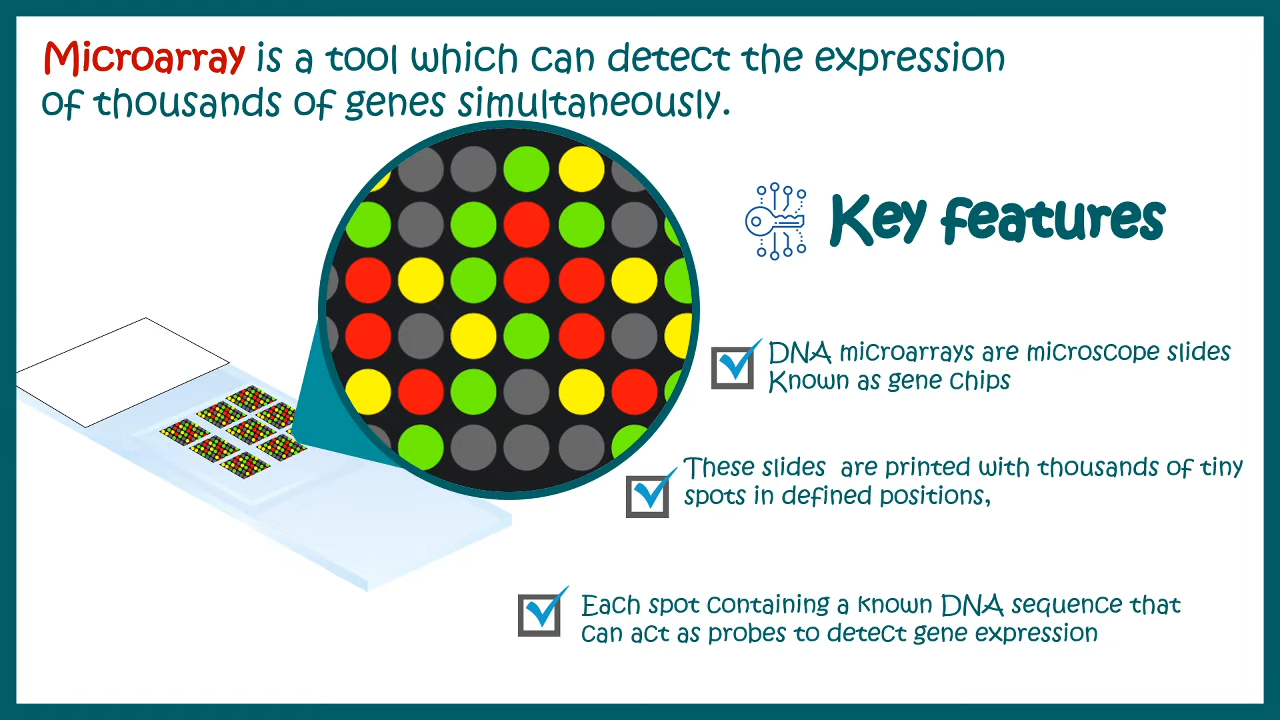 Microarray is a tool which can detect the expression
of thousands of genes simultaneously.
Key features
DNA microarrays are microscope slides
Known as gene chips
These slides are printed with thousands of tiny
spots in defined positions,
Each spot containing a known DNA sequence that
can act as probes to detect gene expression